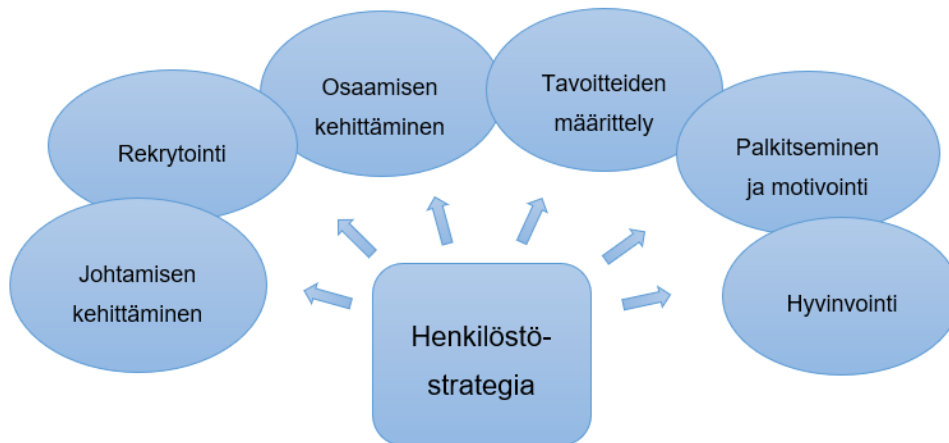 Osaamisen
kehittäminen
Tavoitteiden
määrittely
Rekrytointi
Palkitseminen
ja motivointi
Johtamisen
kehittäminen
Hyvinvointi
Henkilöstö-
strategia